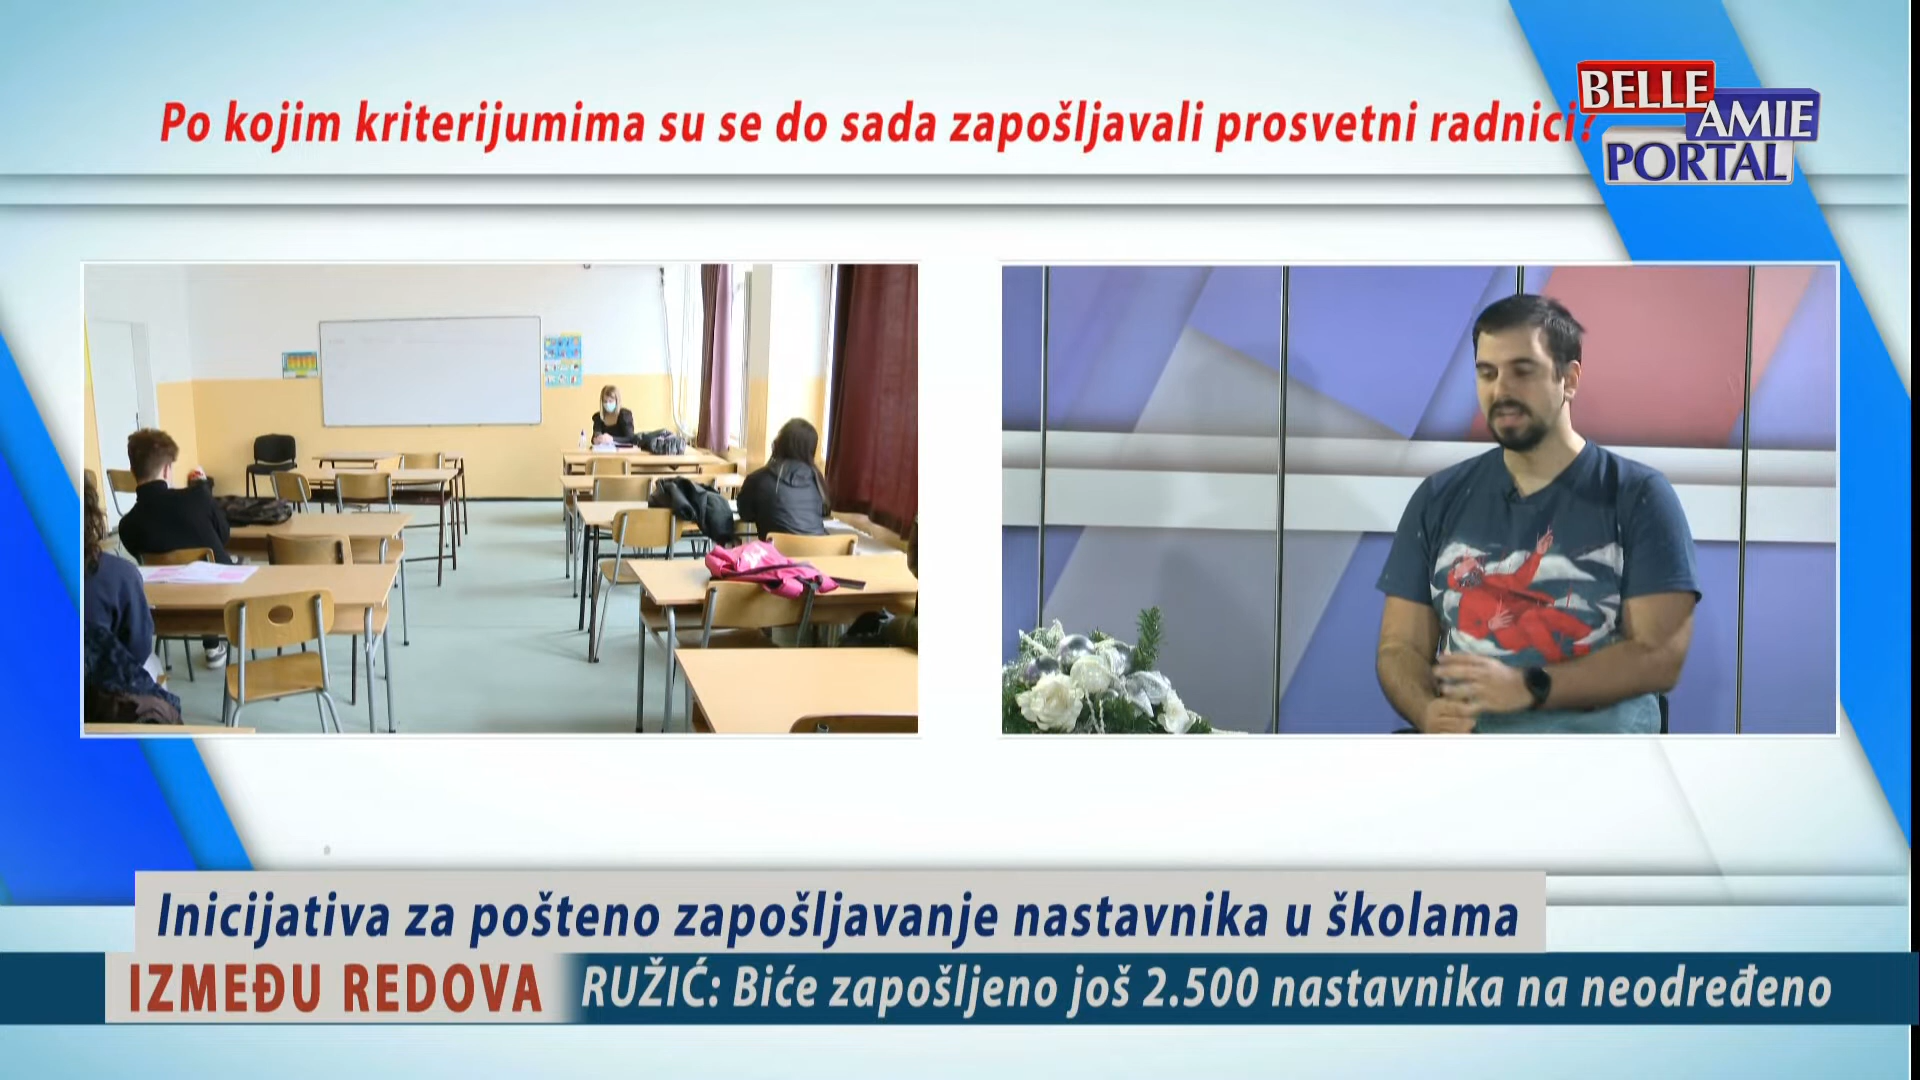 Po kojim kriterijumima su se do sada zapošljavali prosvetni radnici?
BELLE
AMIE
PORTAL
Inicijativa za pošteno zapošljavanje nastavnika u školama
IZMEĐU REDOVA
RUŽIĆ: Biće zapošljeno još 2.500 nastavnika na neodređeno